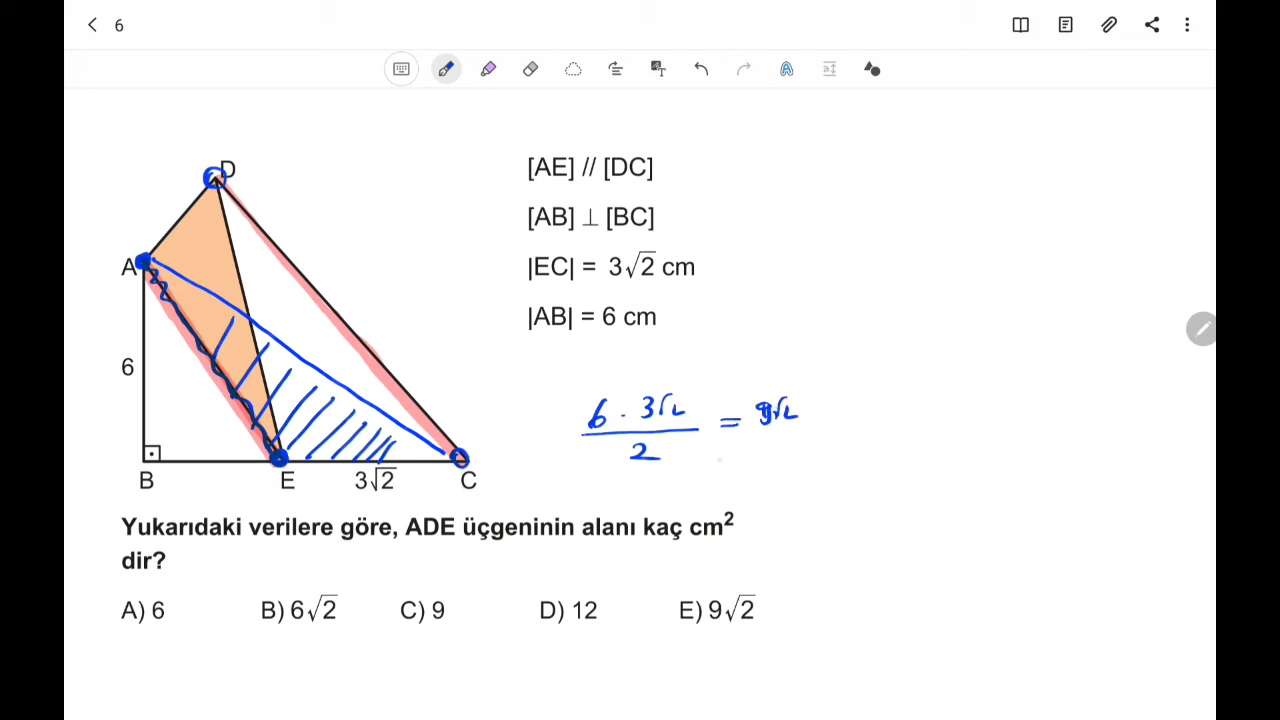 6
D
[AE] // [DC]
[AB] ⊥ [BC]
A
|EC| = 3√2 cm
|AB| = 6 cm
6
6 · 3√2 / 2 = 9√2
B E 3√2 C
Yukarıdaki verilere göre, ADE üçgeninin alanı kaç cm²
dir?
A) 6 B) 6√2 C) 9 D) 12 E) 9√2